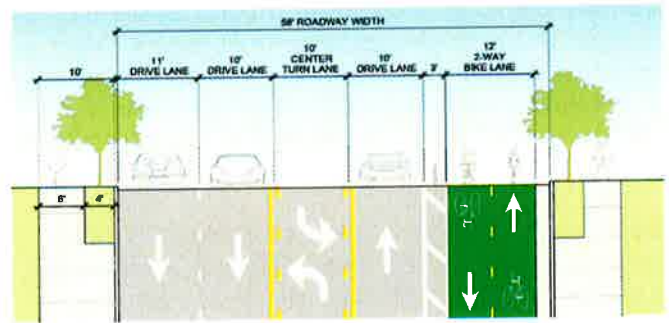 58' ROADWAY WIDTH
10'
11'
DRIVE LANE
10'
DRIVE LANE
10'
CENTER
TURN LANE
10'
DRIVE LANE
3'
12'
2-WAY
BIKE LANE
6'
4'